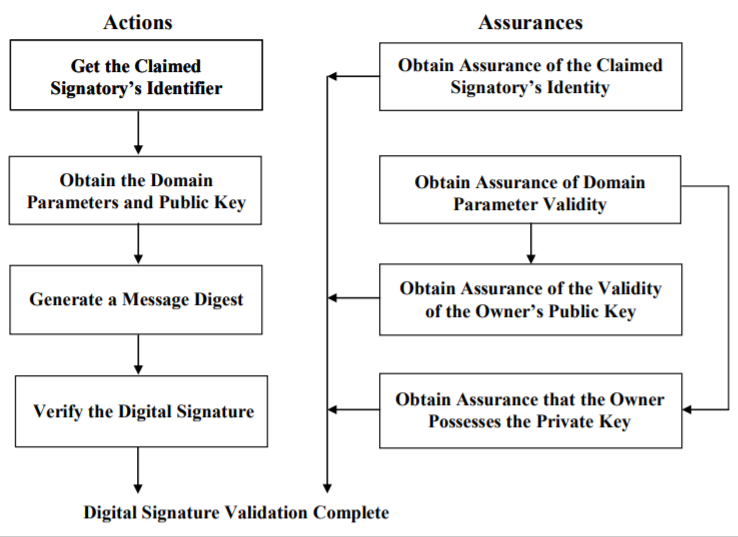 Actions
Get the Claimed
Signatory's Identifier
Obtain the Domain
Parameters and Public Key
Generate a Message Digest
Verify the Digital Signature
Assurances
Obtain Assurance of the Claimed
Signatory's Identity
Obtain Assurance of Domain
Parameter Validity
Obtain Assurance of the Validity
of the Owner's Public Key
Obtain Assurance that the Owner
Possesses the Private Key
Digital Signature Validation Complete